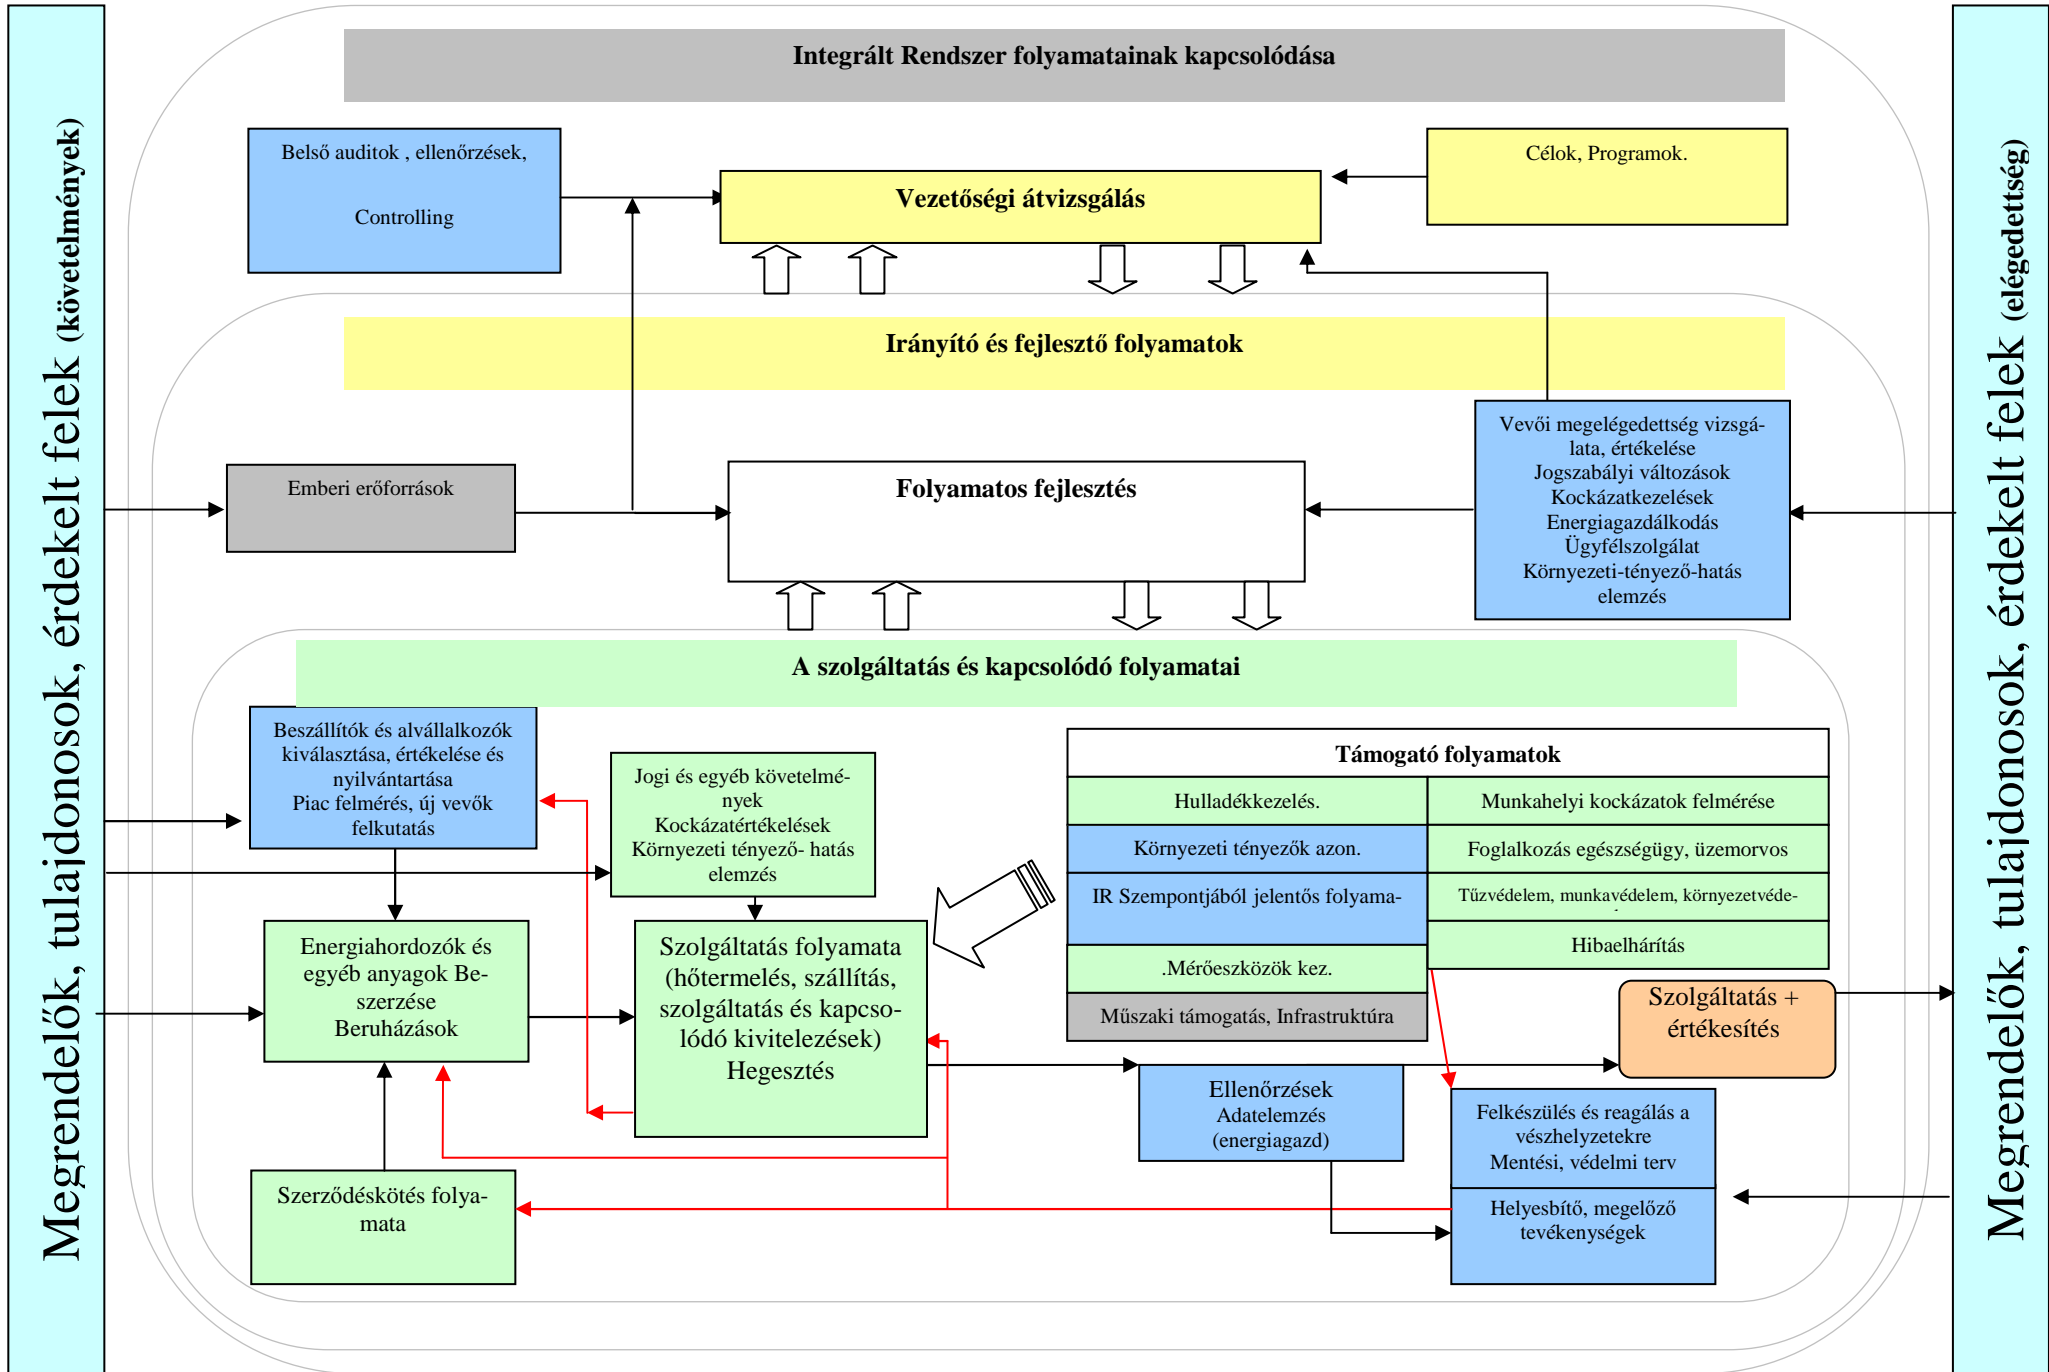 Megrendelők, tulajdonosok, érdekelt felek (követelmények)
Integrált Rendszer folyamatainak kapcsolódása
Belső auditok , ellenőrzések,
Controlling
Vezetőségi átvizsgálás
Célok, Programok.
Irányító és fejlesztő folyamatok
Emberi erőforrások
Folyamatos fejlesztés
Vevői megelégedettség vizsgá-
lata, értékelése
Jogszabályi változások
Kockázatkezelések
Energiagazdálkodás
Ügyfélszolgálat
Környezeti-tényező-hatás
elemzés
A szolgáltatás és kapcsolódó folyamatai
Beszállítók és alvállalkozók
kiválasztása, értékelése és
nyilvántartása
Piac felmérés, új vevők
felkutatás
Jogi és egyéb követelmé-
nyek
Kockázatértékelések
Környezeti tényező- hatás
elemzés
Támogató folyamatok
Hulladékkezelés.
Munkahelyi kockázatok felmérése
Környezeti tényezők azon.
Foglalkozás egészségügy, üzemorvos
IR Szempontjából jelentős folyama-
Tűzvédelem, munkavédelem, környezetvéde-
Hibaelhárítás
.Mérőeszközök kez.
Műszaki támogatás, Infrastruktúra
Energiahordozók és
egyéb anyagok Be-
szerzése
Beruházások
Szolgáltatás folyamata
(hőtermelés, szállítás,
szolgáltatás és kapcso-
lódó kivitelezések)
Hegesztés
Szolgáltatás +
értékesítés
Ellenőrzések
Adatelemzés
(energiagazd)
Felkészülés és reagálás a
vészhelyzetekre
Mentési, védelmi terv
Helyesbítő, megelőző
tevékenységek
Szerződéskötés folya-
mata
Megrendelők, tulajdonosok, érdekelt felek (elégedettség)